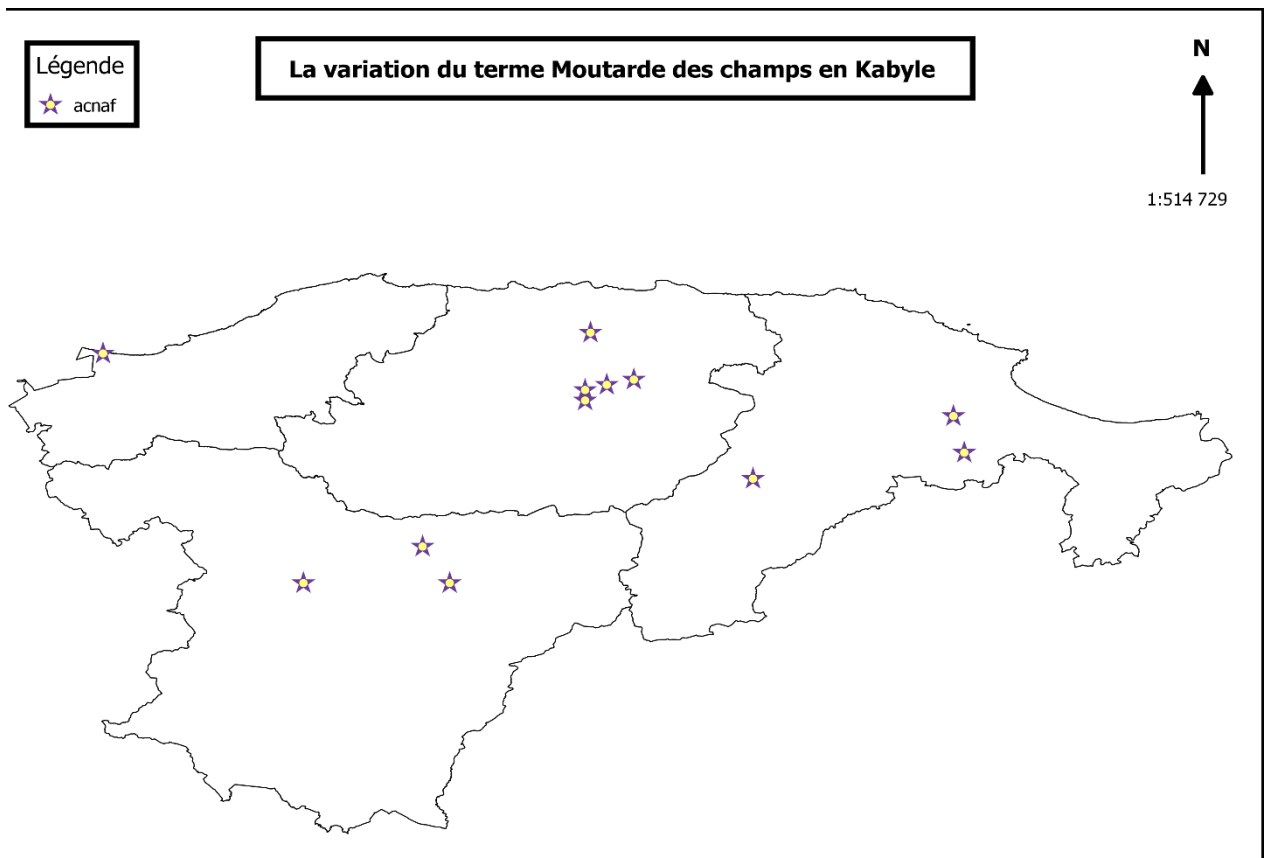 Légende
acnaf
La variation du terme Moutarde des champs en Kabyle
N
1:514 729